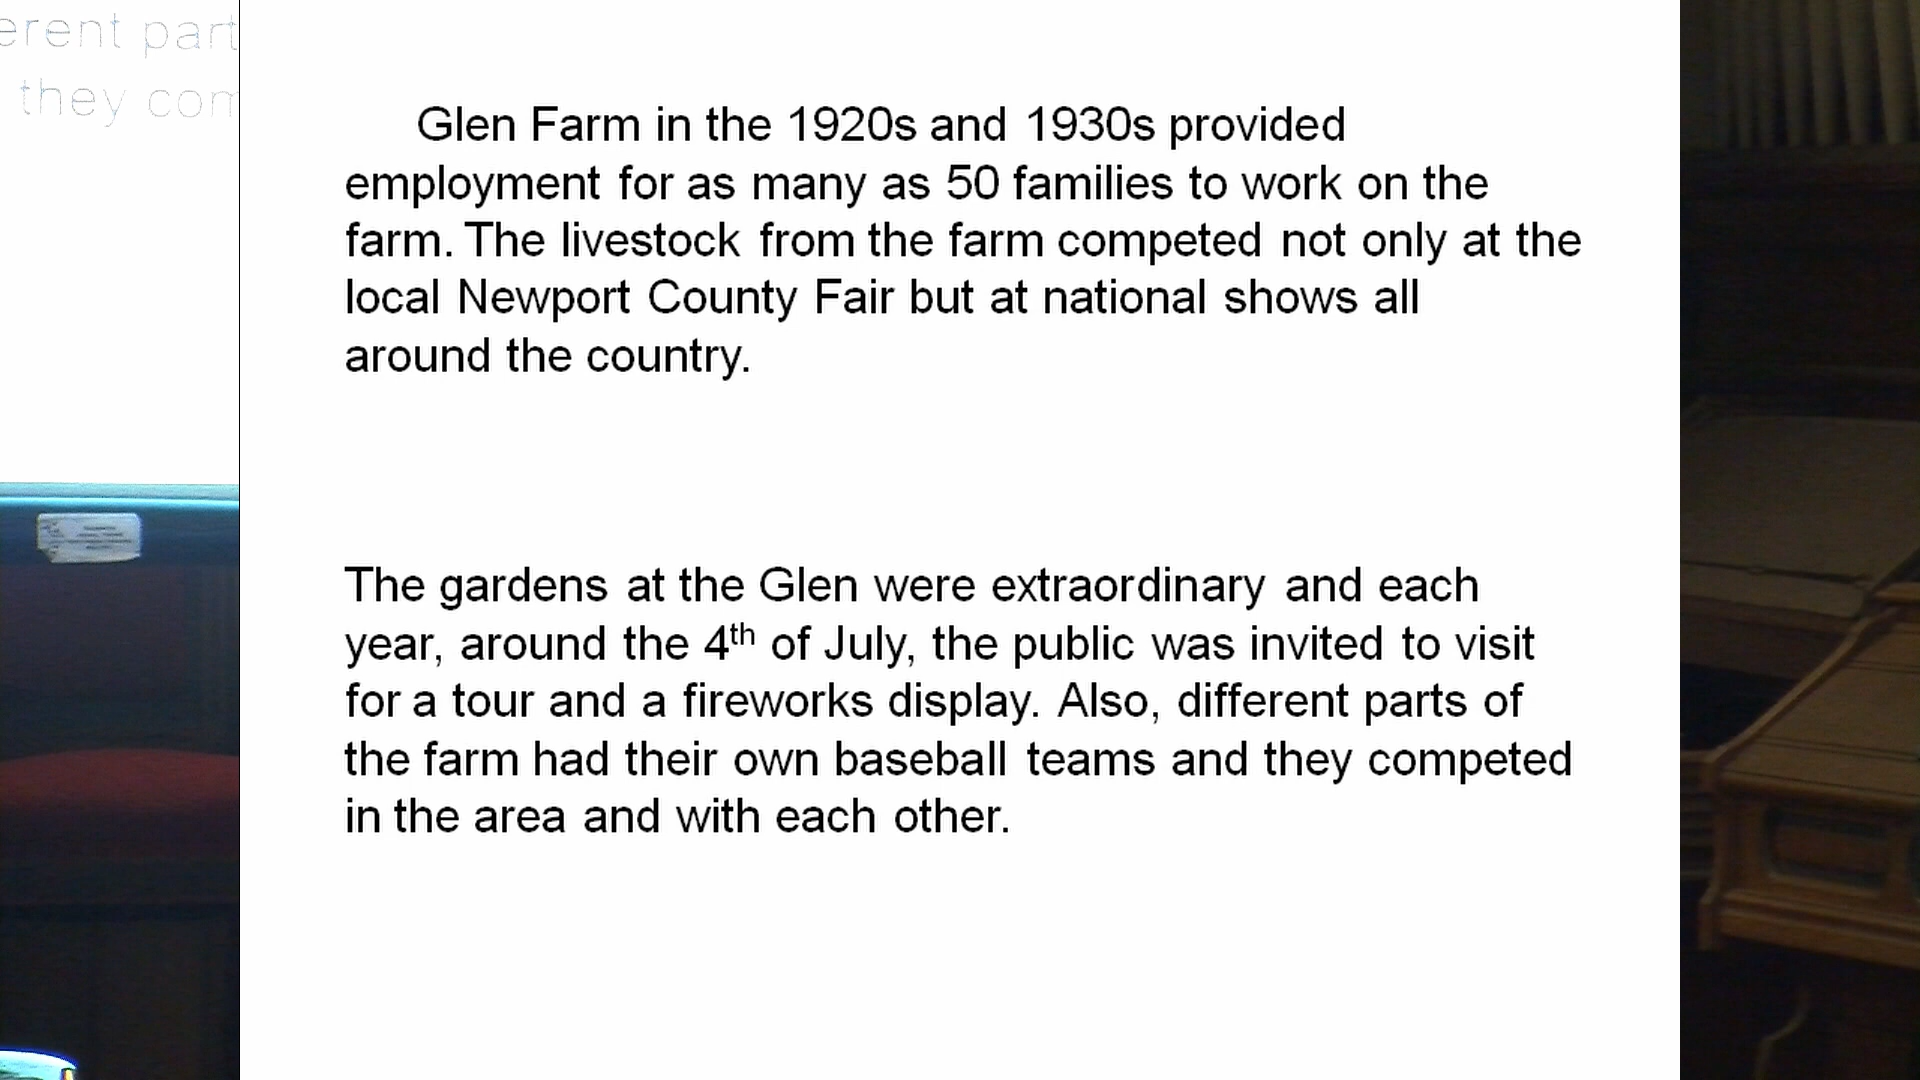 erent part
they com
Glen Farm in the 1920s and 1930s provided
employment for as many as 50 families to work on the
farm. The livestock from the farm competed not only at the
local Newport County Fair but at national shows all
around the country.
The gardens at the Glen were extraordinary and each
year, around the 4th of July, the public was invited to visit
for a tour and a fireworks display. Also, different parts of
the farm had their own baseball teams and they competed
in the area and with each other.